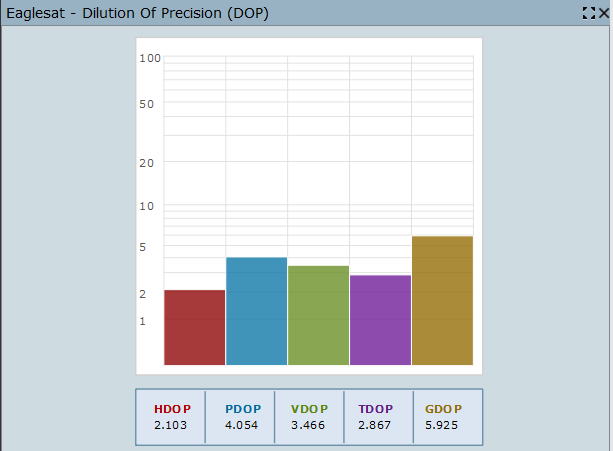 Eaglesat - Dilution Of Precision (DOP)
100
50
20
10
5
2
1
HDOP PDOP VDOP TDOP GDOP
2.103 4.054 3.466 2.867 5.925